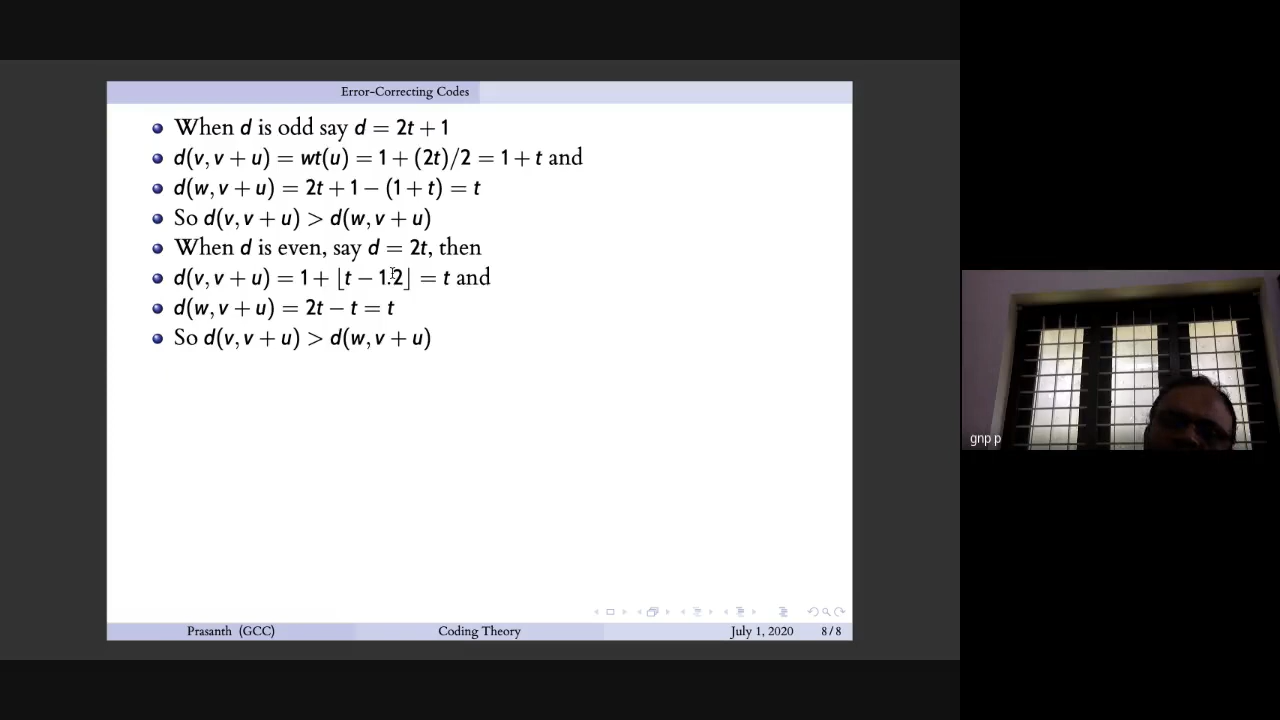 Error-Correcting Codes
When d is odd say d = 2t + 1
d(v, v + u) = wt(u) = 1 + (2t)/2 = 1 + t and
d(w, v + u) = 2t + 1 − (1 + t) = t
So d(v, v + u) > d(w, v + u)
When d is even, say d = 2t, then
d(v, v + u) = 1 + ⌊t − 1.2⌋ = t and
d(w, v + u) = 2t − t = t
So d(v, v + u) > d(w, v + u)
gnp p
Prasanth (GCC) Coding Theory July 1, 2020 8 / 8